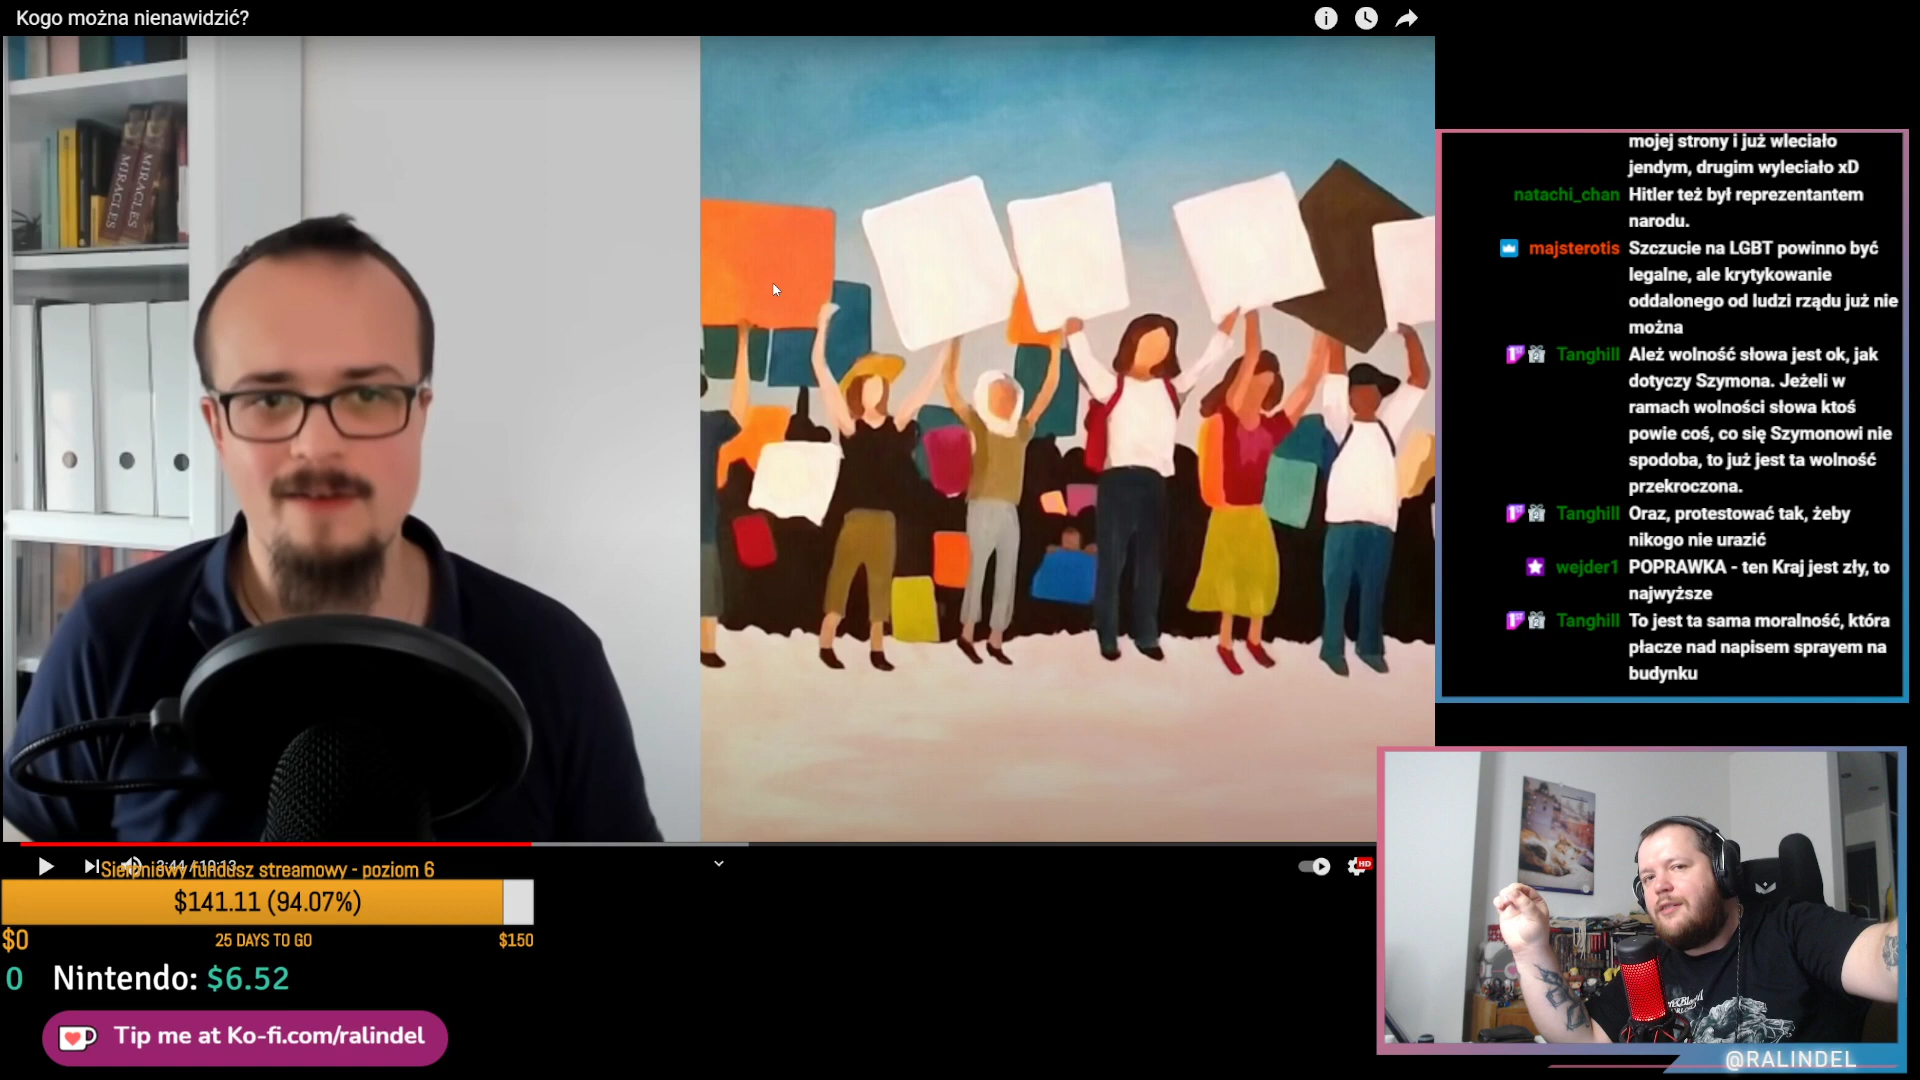 Kogo można nienawidzić?
MIRACLES
MIRACLES
mojej strony i już wleciało
jendym, drugim wyleciało xD
natachi_chan Hitler też był reprezentantem
narodu.
majsterotis Szczucie na LGBT powinno być
legalne, ale krytykowanie
oddalonego od ludzi rządu już nie
można
Tanghill Ależ wolność słowa jest ok, jak
dotyczy Szymona. Jeżeli w
ramach wolności słowa ktoś
powie coś, co się Szymonowi nie
spodoba, to już jest ta wolność
przekroczona.
Tanghill Oraz, protestować tak, żeby
nikogo nie urazić
wejder1 POPRAWKA - ten Kraj jest zły, to
najwyższe
Tanghill To jest ta sama moralność, która
płacze nad napisem sprayem na
budynku
3:44 / 10:13
HD
Sierpniowy fundusz streamowy - poziom 6
$141.11 (94.07%)
$0 25 DAYS TO GO $150
0 Nintendo: $6.52
Tip me at Ko-fi.com/ralindel
@RALINDEL